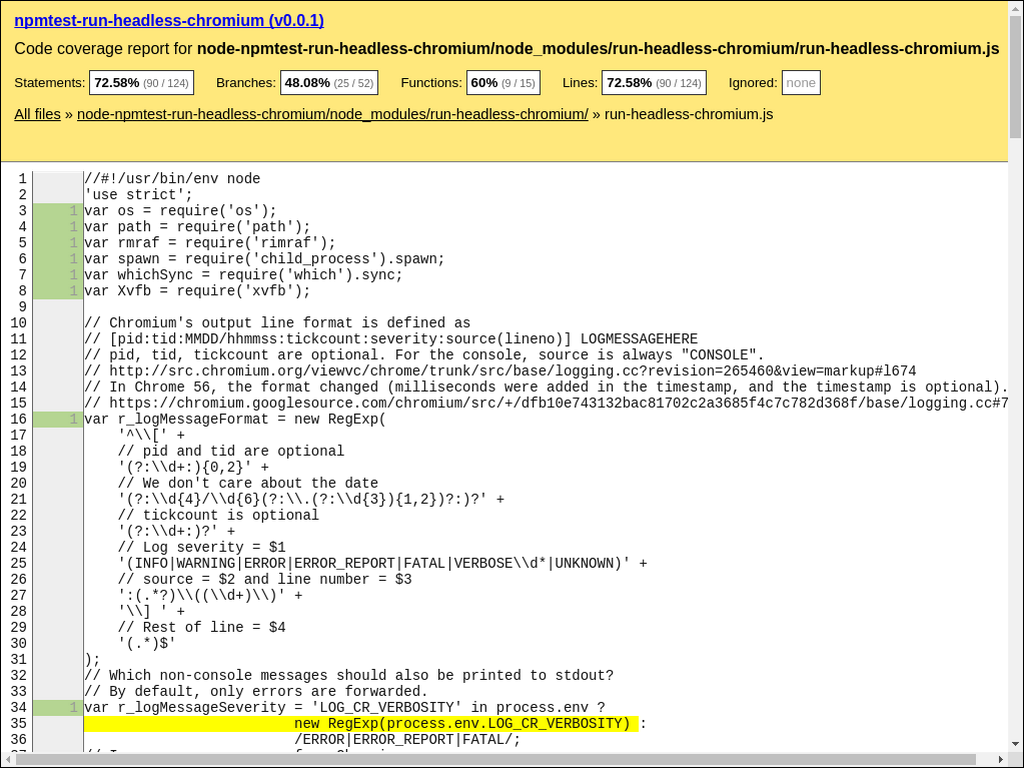 npmtest-run-headless-chromium (v0.0.1)
Code coverage report for node-npmtest-run-headless-chromium/node_modules/run-headless-chromium/run-headless-chromium.js
Statements: 72.58% (90 / 124) Branches: 48.08% (25 / 52) Functions: 60% (9 / 15) Lines: 72.58% (90 / 124) Ignored: none
All files » node-npmtest-run-headless-chromium/node_modules/run-headless-chromium/ » run-headless-chromium.js
1 //#!/usr/bin/env node
2 'use strict';
3 1 var os = require('os');
4 1 var path = require('path');
5 1 var rmraf = require('rimraf');
6 1 var spawn = require('child_process').spawn;
7 1 var whichSync = require('which').sync;
8 1 var Xvfb = require('xvfb');
9
10 // Chromium's output line format is defined as
11 // [pid:tid:MMDD/hhmmss:tickcount:severity:source(lineno)] LOGMESSAGEHERE
12 // pid, tid, tickcount are optional. For the console, source is always "CONSOLE".
13 // http://src.chromium.org/viewvc/chrome/trunk/src/base/logging.cc?revision=265460&view=markup#l674
14 // In Chrome 56, the format changed (milliseconds were added in the timestamp, and the timestamp is optional).
15 // https://chromium.googlesource.com/chromium/src/+/dfb10e743132bac81702c2a3685f4c7c782d368f/base/logging.cc#7
16 1 var r_logMessageFormat = new RegExp(
17 '^\\[' +
18 // pid and tid are optional
19 '(?:\\d+:){0,2}' +
20 // We don't care about the date
21 '(?:\\d{4}/\\d{6}(?:\\.(?:\\d{3}){1,2})?:)?' +
22 // tickcount is optional
23 '(?:\\d+:)?' +
24 // Log severity = $1
25 '(INFO|WARNING|ERROR|ERROR_REPORT|FATAL|VERBOSE\\d*|UNKNOWN)' +
26 // source = $2 and line number = $3
27 ':(.*?)\\((\\d+)\\)' +
28 '\\] ' +
29 // Rest of line = $4
30 '(.*)$'
31 );
32 // Which non-console messages should also be printed to stdout?
33 // By default, only errors are forwarded.
34 1 var r_logMessageSeverity = 'LOG_CR_VERBOSITY' in process.env ?
35 new RegExp(process.env.LOG_CR_VERBOSITY) :
36 /ERROR|ERROR_REPORT|FATAL/;